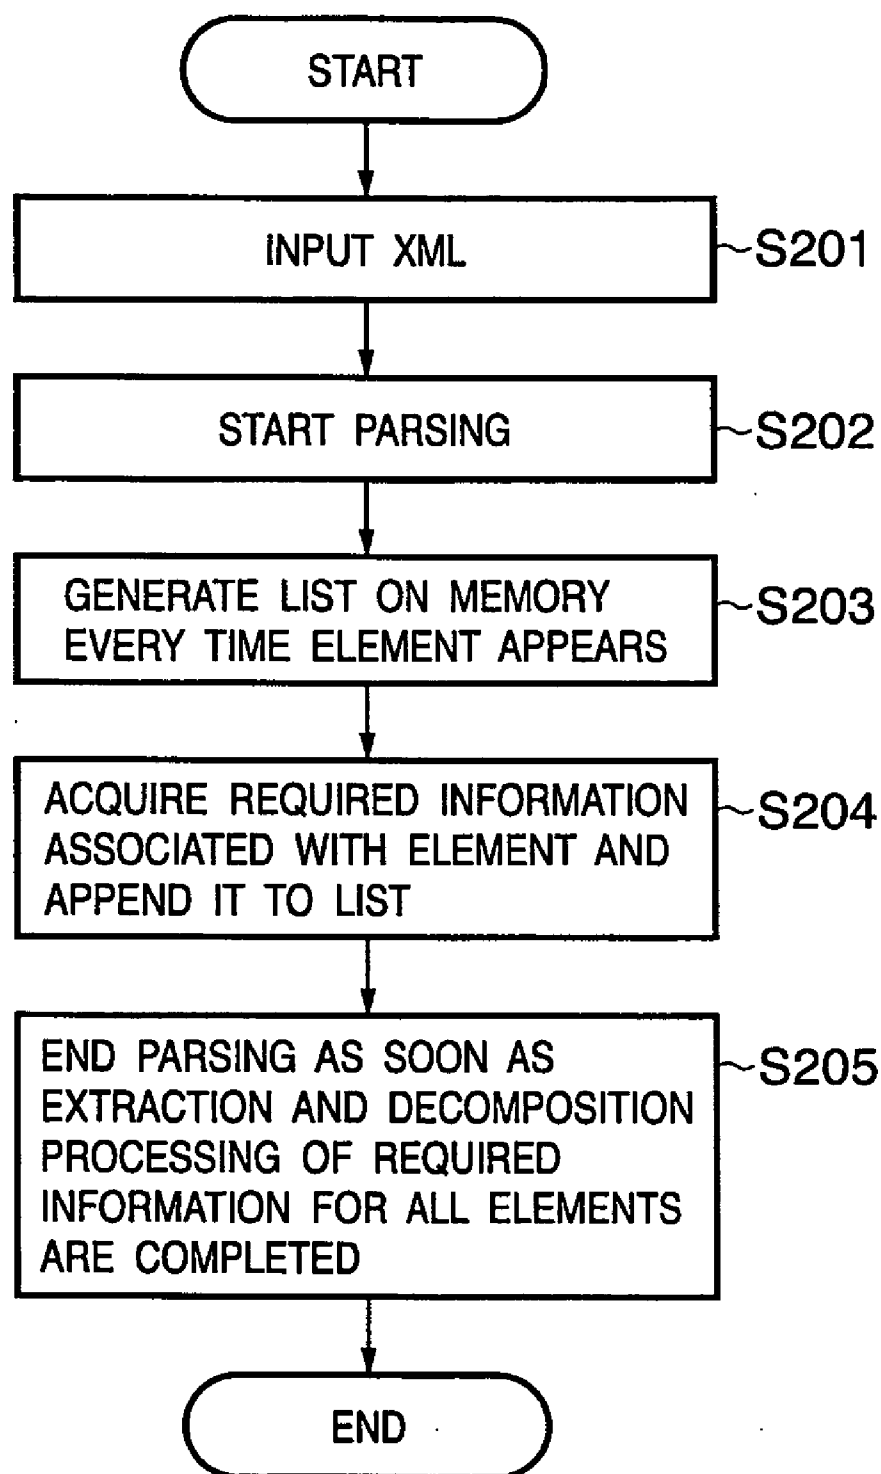 START
INPUT XML
S201
START PARSING
S202
GENERATE LIST ON MEMORY
EVERY TIME ELEMENT APPEARS
S203
ACQUIRE REQUIRED INFORMATION
ASSOCIATED WITH ELEMENT AND
APPEND IT TO LIST
S204
END PARSING AS SOON AS
EXTRACTION AND DECOMPOSITION
PROCESSING OF REQUIRED
INFORMATION FOR ALL ELEMENTS
ARE COMPLETED
S205
END